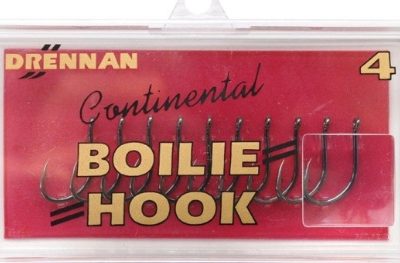 DRENNAN
4
Continental
BOILIE
HOOK